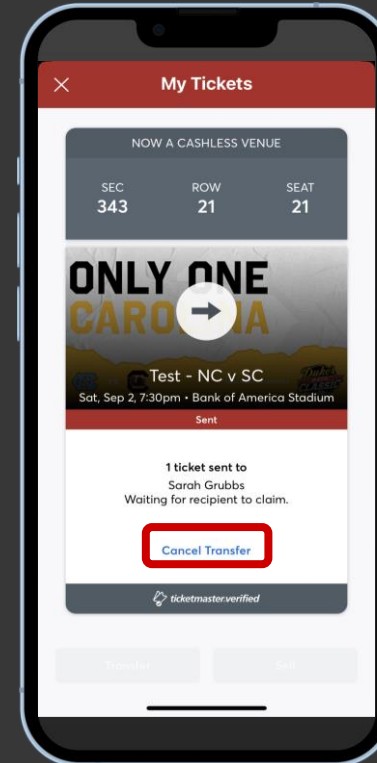 My Tickets
NOW A CASHLESS VENUE
SEC ROW SEAT
343 21 21
ONLY ONE
CAROLINA
Duke's
CLASSIC
Test - NC v SC
Sat, Sep 2, 7:30pm • Bank of America Stadium
Sent
1 ticket sent to
Sarah Grubbs
Waiting for recipient to claim.
Cancel Transfer
ticketmaster.verified
Transfer Sell